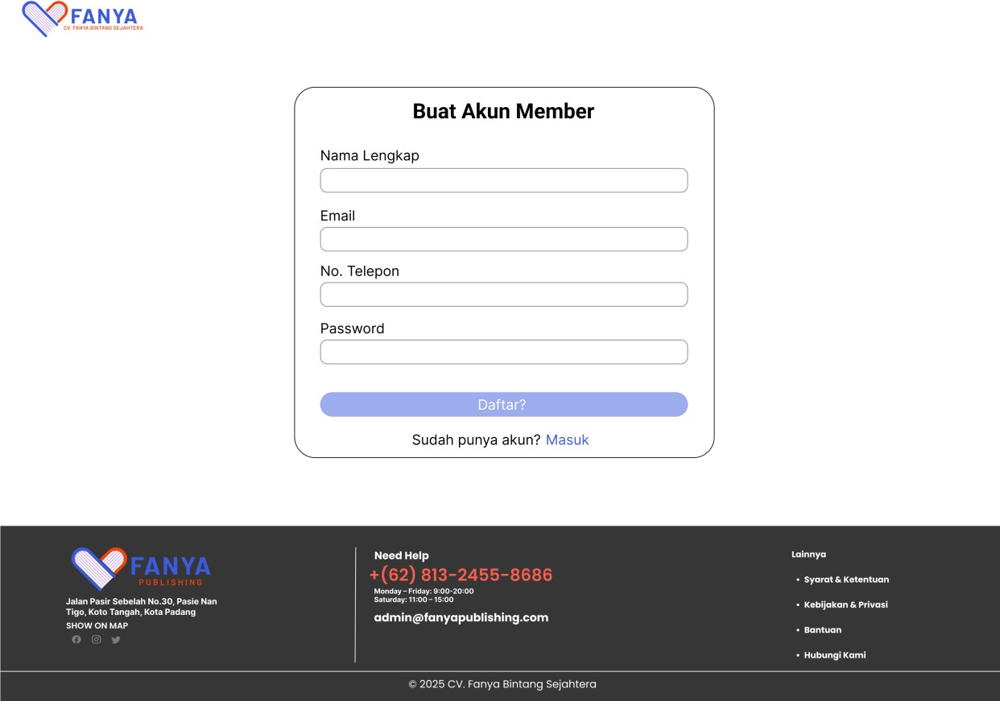 FANYA
CV. FANYA BINTANG SEJAHTERA
Buat Akun Member
Nama Lengkap
Email
No. Telepon
Password
Daftar?
Sudah punya akun? Masuk
FANYA
PUBLISHING
Jalan Pasir Sebelah No.30, Pasie Nan
Tigo, Koto Tangah, Kota Padang
SHOW ON MAP
Need Help
+(62) 813-2455-8686
Monday – Friday: 9:00-20:00
Saturday: 11:00 – 15:00
admin@fanyapublishing.com
Lainnya
• Syarat & Ketentuan
• Kebijakan & Privasi
• Bantuan
• Hubungi Kami
© 2025 CV. Fanya Bintang Sejahtera